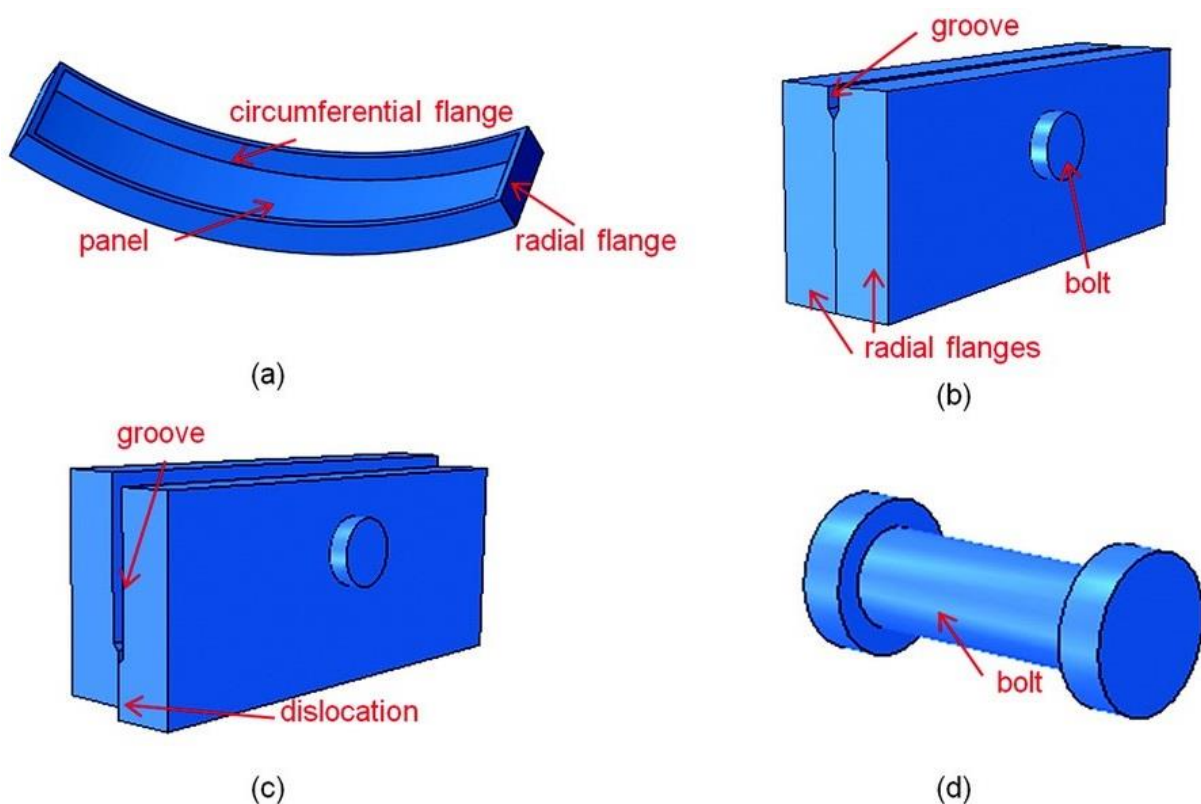 circumferential flange
panel
radial flange
(a)
groove
bolt
radial flanges
(b)
groove
dislocation
(c)
bolt
(d)